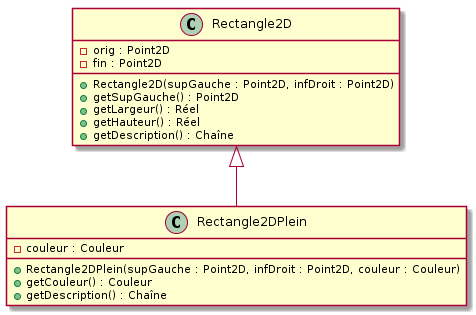 C Rectangle2D
orig : Point2D
fin : Point2D
Rectangle2D(supGauche : Point2D, infDroit : Point2D)
getSupGauche() : Point2D
getLargeur() : Réel
getHauteur() : Réel
getDescription() : Chaîne
C Rectangle2DPlein
couleur : Couleur
Rectangle2DPlein(supGauche : Point2D, infDroit : Point2D, couleur : Couleur)
getCouleur() : Couleur
getDescription() : Chaîne